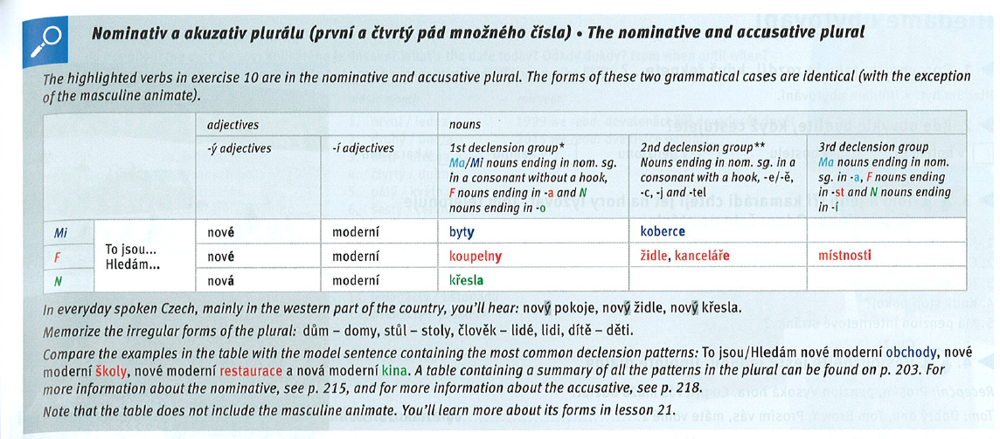 Nominativ a akuzativ plurálu (první a čtvrtý pád množného čísla) • The nominative and accusative plural
The highlighted verbs in exercise 10 are in the nominative and accusative plural. The forms of these two grammatical cases are identical (with the exception
of the masculine animate).
adjectives nouns
-ý adjectives -í adjectives 1st declension group* 2nd declension group** 3rd declension group
Ma/Mi nouns ending in nom. sg. Nouns ending in nom. sg. in a Ma nouns ending in nom.
in a consonant without a hook, consonant with a hook, -e/-ě, sg. in -a, F nouns ending
F nouns ending in -a and N -c, -j and -tel in -st and N nouns ending
nouns ending in -o in -í
Mi nové moderní byty koberce
To jsou...
Hledám...
F nové moderní koupelny židle, kanceláře místnosti
N nová moderní křesla
In everyday spoken Czech, mainly in the western part of the country, you'll hear: nový pokoje, nový židle, nový křesla.
Memorize the irregular forms of the plural: dům – domy, stůl – stoly, člověk – lidé, lidi, dítě – děti.
Compare the examples in the table with the model sentence containing the most common declension patterns: To jsou/Hledám nové moderní obchody, nové
moderní školy, nové moderní restaurace a nová moderní kina. A table containing a summary of all the patterns in the plural can be found on p. 203. For
more information about the nominative, see p. 215, and for more information about the accusative, see p. 218.
Note that the table does not include the masculine animate. You'll learn more about its forms in lesson 21.